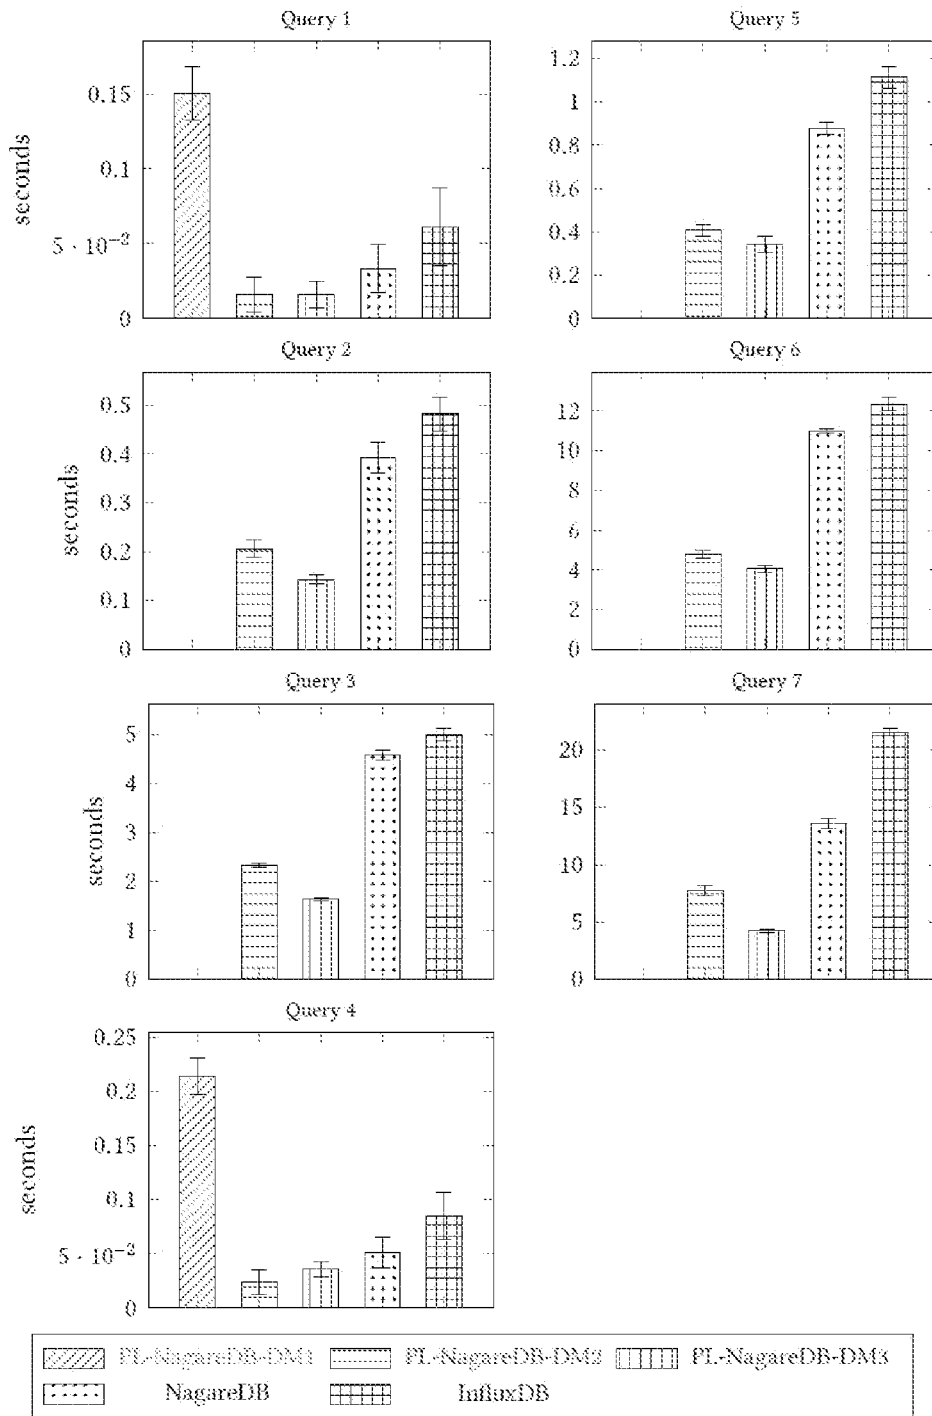 Query 1
seconds
0.15
0.1
5 · 10⁻²
0
Query 5
1.2
1
0.8
0.6
0.4
0.2
0
Query 2
seconds
0.5
0.4
0.3
0.2
0.1
0
Query 6
12
10
8
6
4
2
0
Query 3
seconds
5
4
3
2
1
0
Query 7
20
15
10
5
0
Query 4
seconds
0.25
0.2
0.15
0.1
5 · 10⁻²
0
PL-NagareDB-DM1 PL-NagareDB-DM2 PL-NagareDB-DM3
NagareDB InfluxDB